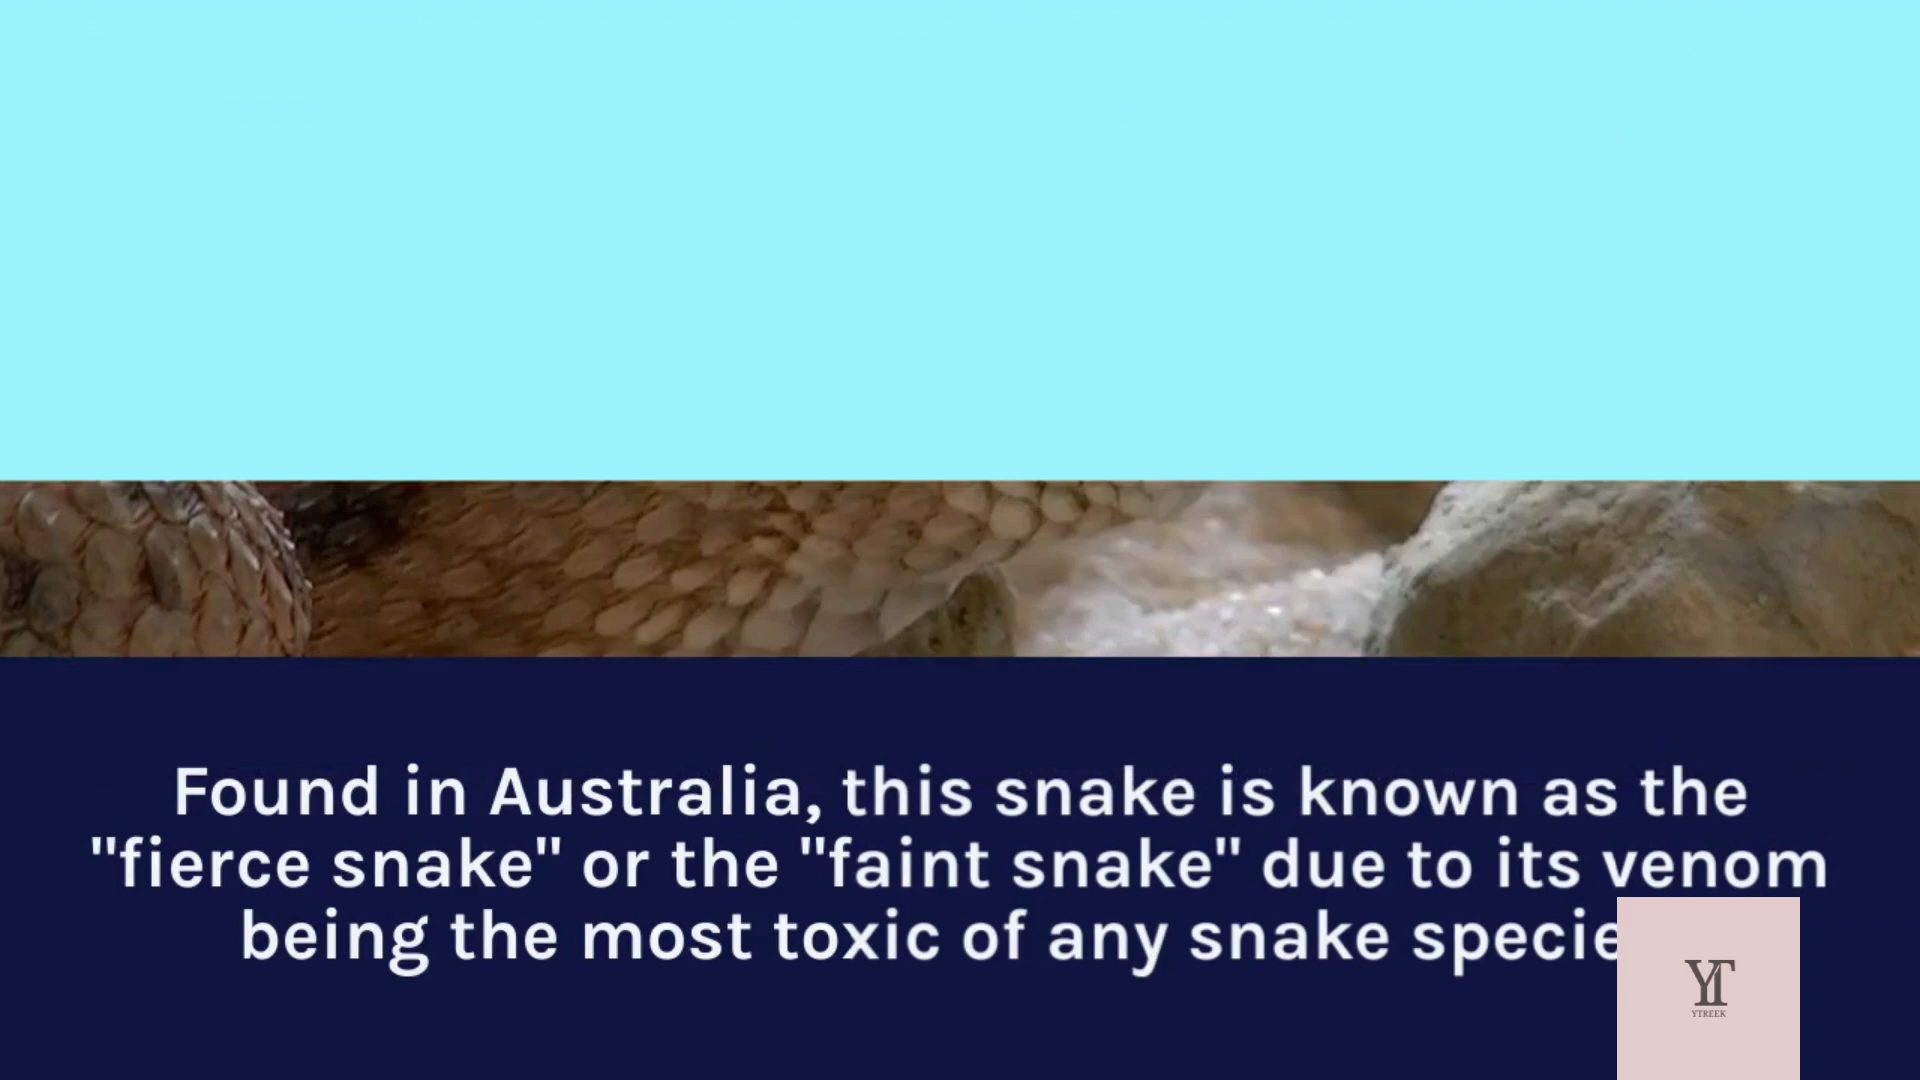 Found in Australia, this snake is known as the
"fierce snake" or the "faint snake" due to its venom
being the most toxic of any snake specie
YT
YTREEK